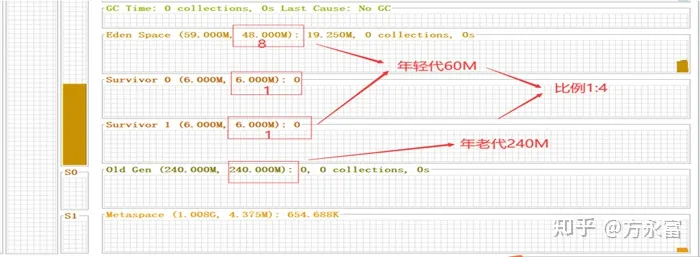 GC Time: 0 collections, 0s Last Cause: No GC
Eden Space (59.000M, 48.000M): 19.250M, 0 collections, 0s
8
年轻代60M
Survivor 0 (6.000M, 6.000M): 0
1
比例1:4
Survivor 1 (6.000M, 6.000M): 0
1
年老代240M
S0
Old Gen (240.000M, 240.000M): 0, 0 collections, 0s
S1
Metaspace (1.008G, 4.375M): 654.688K
知乎 @方永富